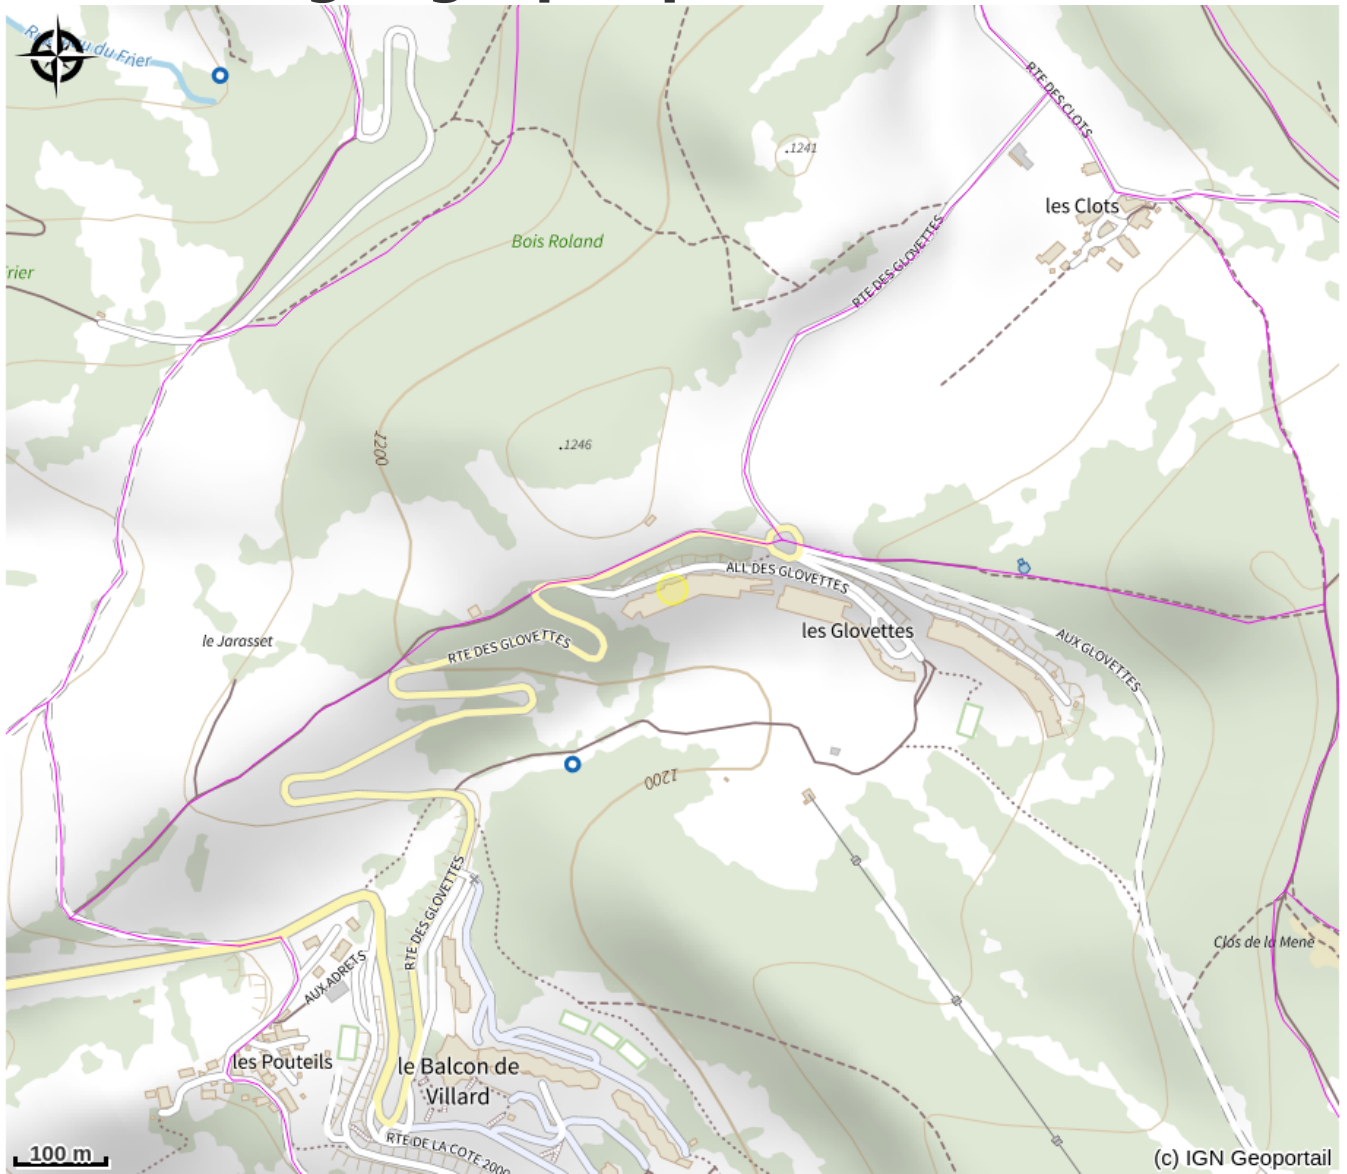 Ruisseau du Frier
RTE DES CLOTS
.1241
les Clots
Bois Roland
RTE DES GLOVETTES
rier
1200
.1246
ALL DES GLOVETTES
les Glovettes
le Jarasset
RTE DES GLOVETTES
AUX GLOVETTES
1200
RTE DES GLOVETTES
Clos de la Mene
AUX ADRETS
les Pouteils
le Balcon de
Villard
RTE DE LA COTE 2000
100 m
(c) IGN Geoportail